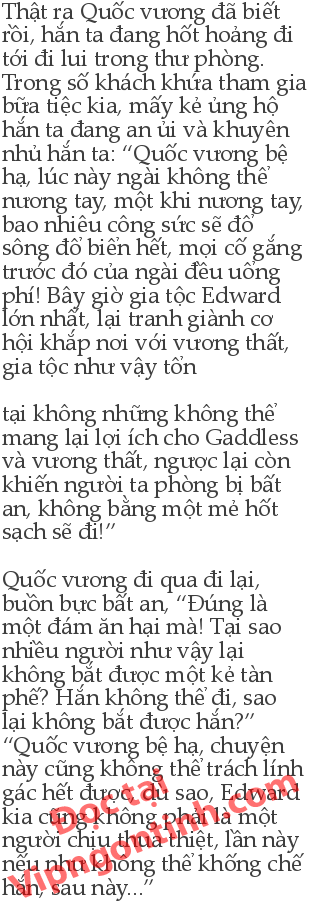 Thật ra Quốc vương đã biết
rồi, hắn ta đang hốt hoảng đi
tới đi lui trong thư phòng.
Trong số khách khứa tham gia
bữa tiệc kia, mấy kẻ ủng hộ
hắn ta đang an ủi và khuyên
nhủ hắn ta: “Quốc vương bệ
hạ, lúc này ngài không thể
nương tay, một khi nương tay,
bao nhiêu công sức sẽ đổ
sông đổ biển hết, mọi cố gắng
trước đó của ngài đều uổng
phí! Bây giờ gia tộc Edward
lớn nhất, lại tranh giành cơ
hội khắp nơi với vương thất,
gia tộc như vậy tổn
tại không những không thể
mang lại lợi ích cho Gaddless
và vương thất, ngược lại còn
khiến người ta phòng bị bất
an, không bằng một mẻ hốt
sạch sẽ đi!”
Quốc vương đi qua đi lại,
buồn bực bất an, “Đúng là
một đám ăn hại mà! Tại sao
nhiều người như vậy lại
không bắt được một kẻ tàn
phế? Hắn không thể đi, sao
lại không bắt được hắn?”
“Quốc vương bệ hạ, chuyện
này cũng không thể trách lính
gác hết được, dù sao, Edward
kia cũng không phải là một
người chịu thua thiệt, lần này
nếu như không thể khống chế
hắn, sau này...”
Đọc tại
Vipngontinh.com